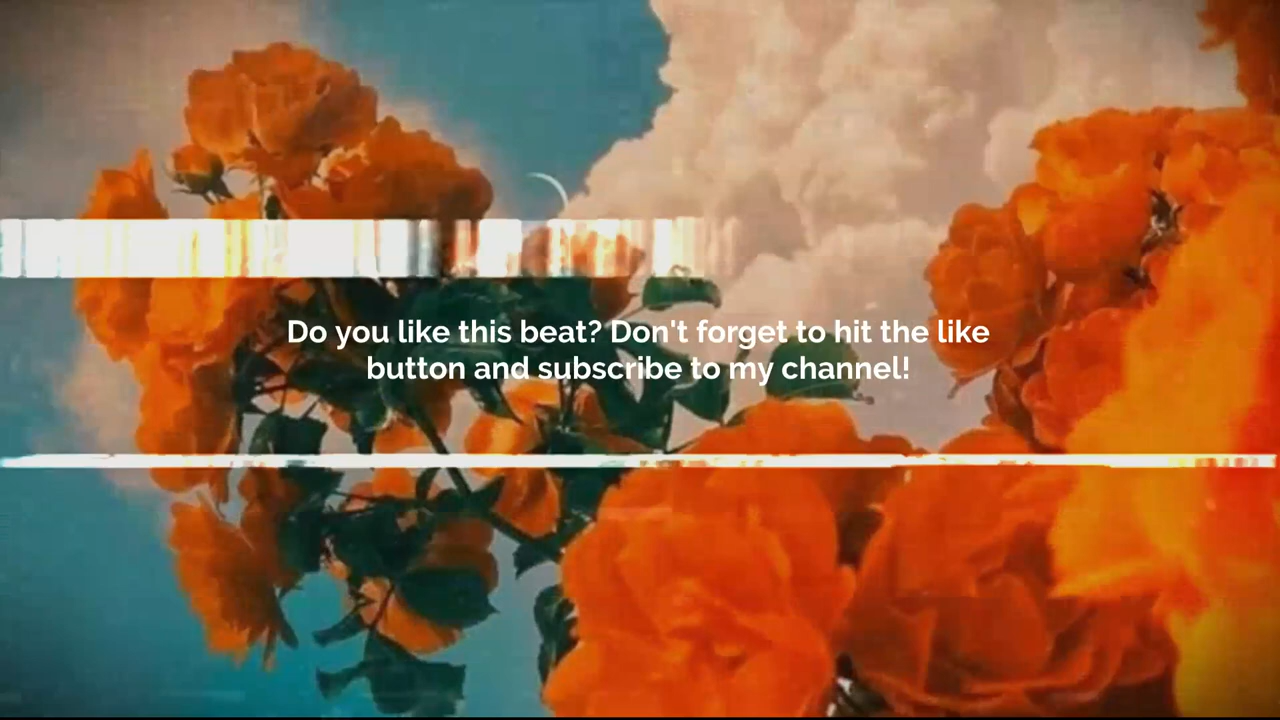 Do you like this beat? Don't forget to hit the like
button and subscribe to my channel!